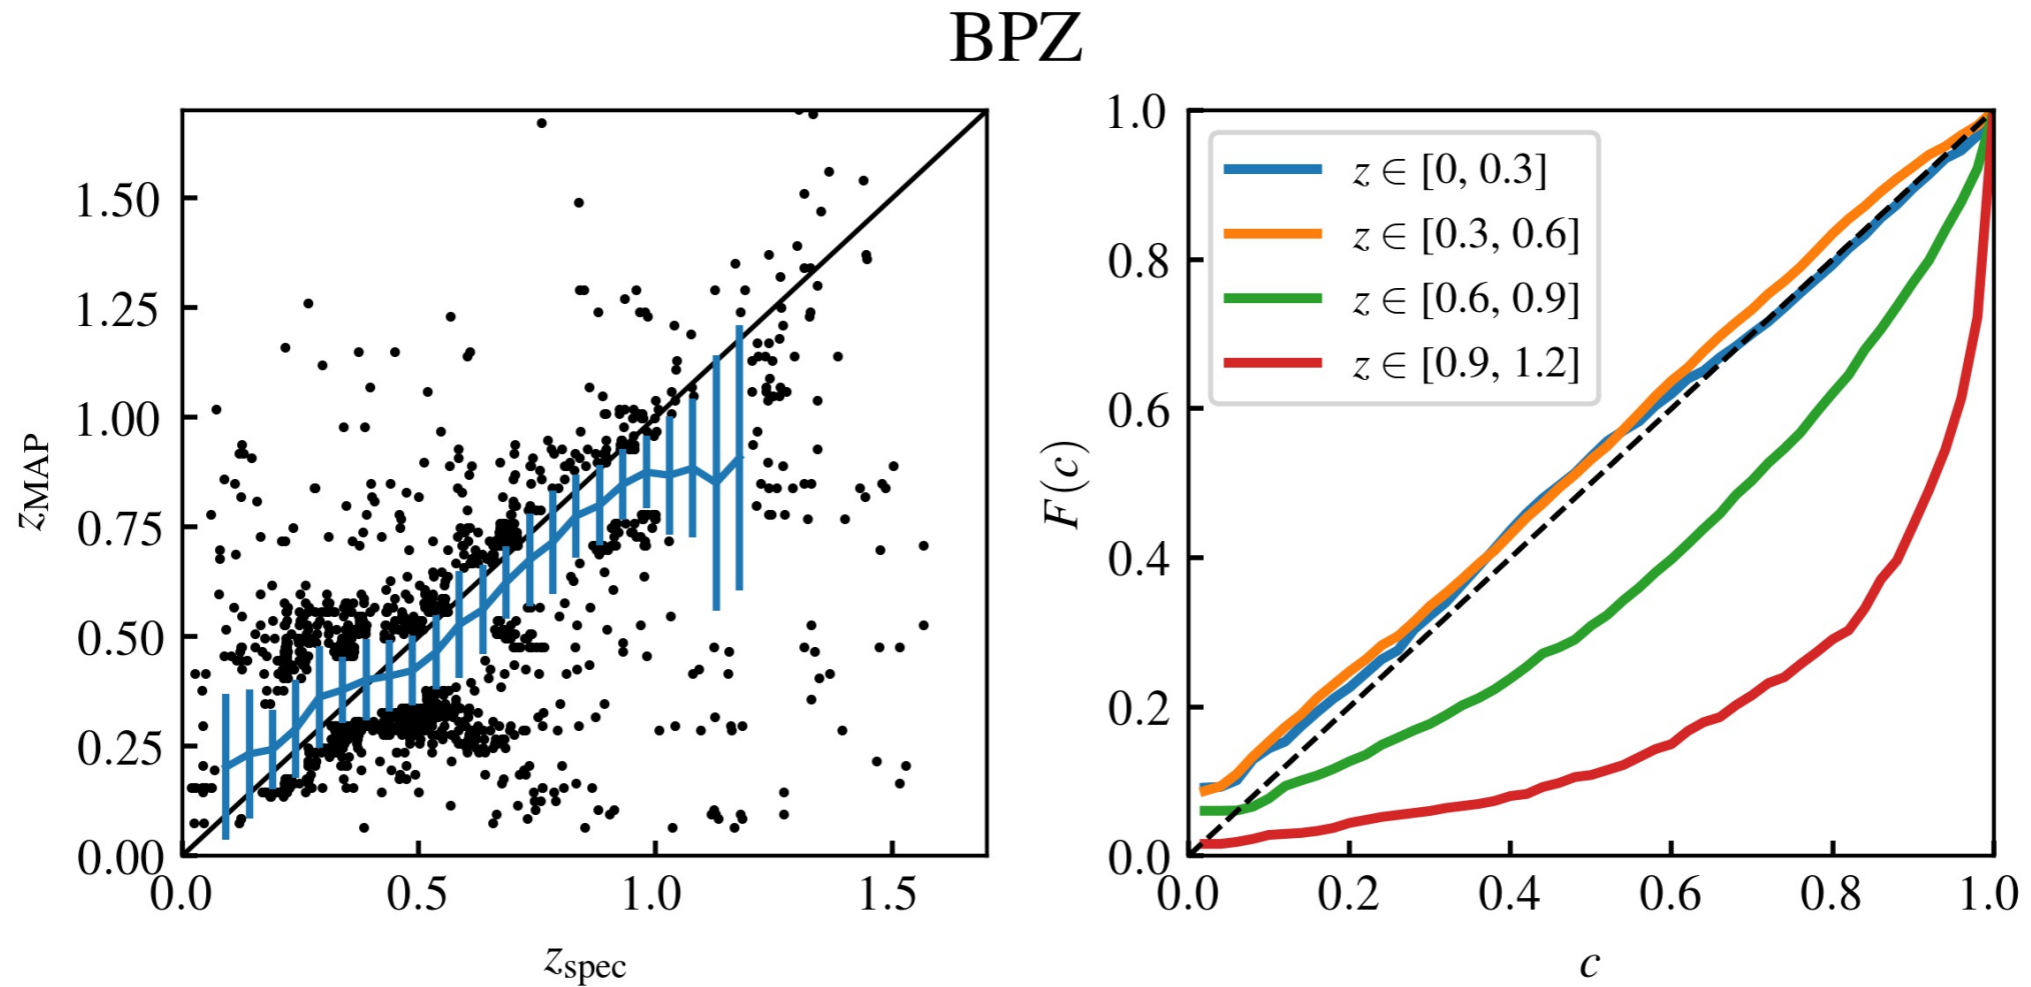 BPZ
1.50
1.25
1.00
0.75
0.50
0.25
0.00
0.0 0.5 1.0 1.5
z_MAP
z_spec
1.0
0.8
0.6
0.4
0.2
0.0
0.0 0.2 0.4 0.6 0.8 1.0
F(c)
c
z ∈ [0, 0.3]
z ∈ [0.3, 0.6]
z ∈ [0.6, 0.9]
z ∈ [0.9, 1.2]